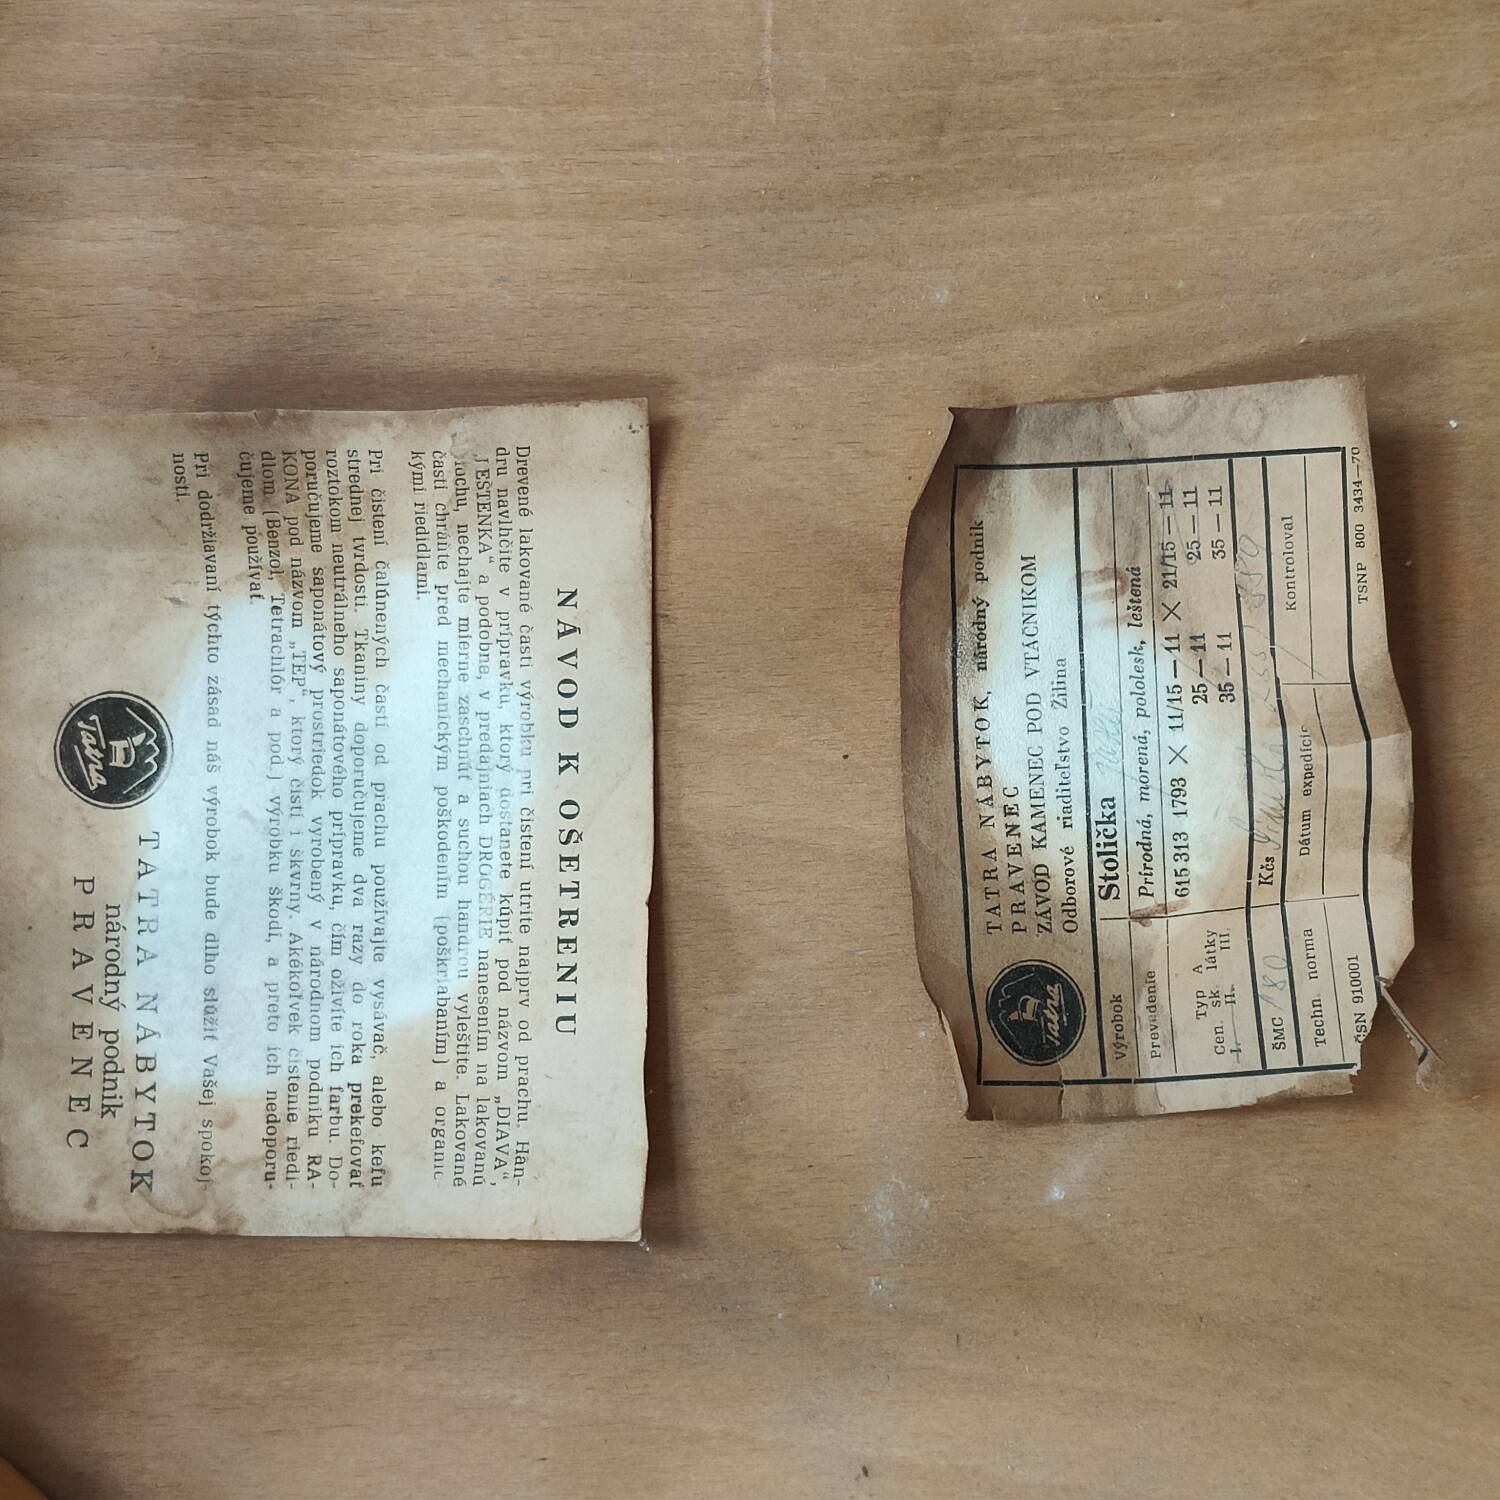 NÁVOD K OŠETRENIU
Drevené lakované časti výrobku pri čistení utrite najprv od prachu. Han-
dru navlhčite v prípravku, ktorý dostanete kúpiť pod názvom „DIAVA“,
„JEŠTENKA“ a podobne, v predajniach DROGÉRIE nanesením na lakovanú
plochu, nechajte mierne zaschnúť a suchou handrou vyleštite. Lakované
časti chráňte pred mechanickým poškodením (poškriabaním) a organic-
kými riedidlami.
Pri čistení čalúnených častí od prachu používajte vysávač, alebo kefu
strednej tvrdosti. Tkaniny doporučujeme dva razy do roka prekefovať
roztokom neutrálneho saponátového prípravku, čím oživíte ich farbu. Do-
poručujeme saponátový prostriedok vyrobený v národnom podniku RA-
KONA pod názvom „TEP“, ktorý čistí i škvrny. Akékoľvek čistenie riedi-
dlom (Benzol, Tetrachlór a pod.) výrobku škodí, a preto ich nedoporu-
čujeme používať.
Pri dodržiavaní týchto zásad náš výrobok bude dlho slúžiť Vašej spokoj-
nosti.
Tatra
TATRA NÁBYTOK
národný podnik
PRAVENEC
Tatra
TATRA NÁBYTOK, národný podnik
PRAVENEC
ZÁVOD KAMENEC POD VTÁČNIKOM
Odborové riaditeľstvo Žilina
Výrobok Stolička
Prevedenie Prírodná, morená, pololesk, leštená
Typ A
Cen. sk. látky
I. II. III.
615 313 1793 X 11/15—11 X 21/15—11
25—11 25—11
35—11 35—11
ŠMC 180 Kčs
Techn. norma Dátum expedície Kontroloval
ČSN 910001 TSNP 800 3434—70